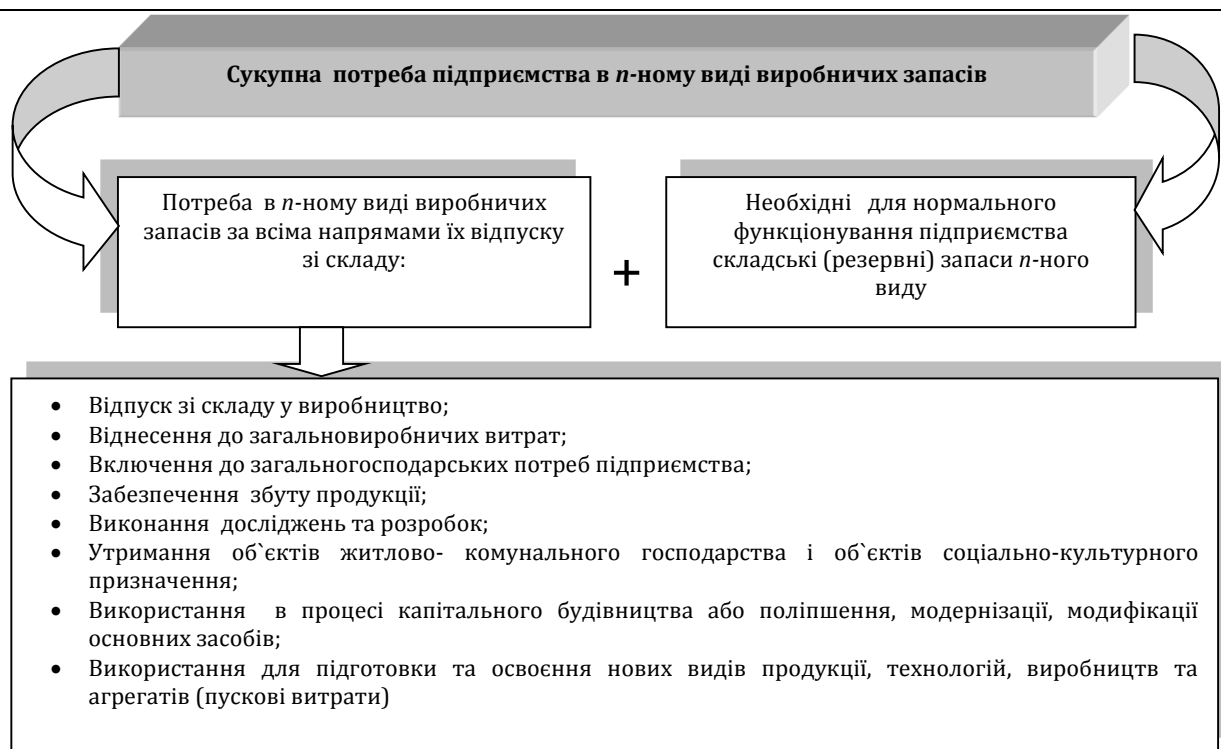 Сукупна потреба підприємства в n-ному виді виробничих запасів
Потреба в n-ному виді виробничих
запасів за всіма напрямами їх відпуску
зі складу:
+
Необхідні для нормального
функціонування підприємства
складські (резервні) запаси n-ного
виду
• Відпуск зі складу у виробництво;
• Віднесення до загальновиробничих витрат;
• Включення до загальногосподарських потреб підприємства;
• Забезпечення збуту продукції;
• Виконання досліджень та розробок;
• Утримання об`єктів житлово- комунального господарства і об`єктів соціально-культурного
призначення;
• Використання в процесі капітального будівництва або поліпшення, модернізації, модифікації
основних засобів;
• Використання для підготовки та освоєння нових видів продукції, технологій, виробництв та
агрегатів (пускові витрати)